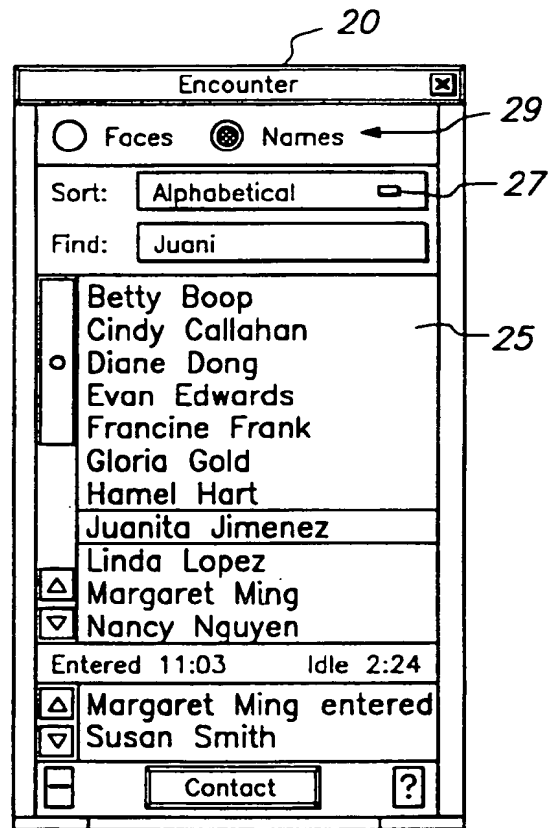 20
Encounter
Faces Names 29
Sort: Alphabetical 27
Find: Juani
Betty Boop
Cindy Callahan 25
Diane Dong
Evan Edwards
Francine Frank
Gloria Gold
Hamel Hart
Juanita Jimenez
Linda Lopez
Margaret Ming
Nancy Nguyen
Entered 11:03 Idle 2:24
Margaret Ming entered
Susan Smith
Contact ?